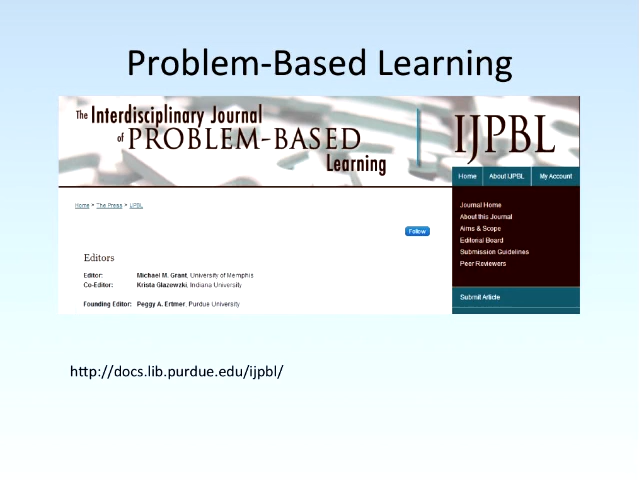 Problem-Based Learning
The Interdisciplinary Journal
of PROBLEM-BASED
Learning
IJPBL
Home About IJPBL My Account
Home > The Press > IJPBL
Follow
Journal Home
About this Journal
Aims & Scope
Editorial Board
Submission Guidelines
Peer Reviewers
Submit Article
Editors
Editor: Michael M. Grant, University of Memphis
Co-Editor: Krista Glazewzki, Indiana University
Founding Editor: Peggy A. Ertmer, Purdue University
http://docs.lib.purdue.edu/ijpbl/